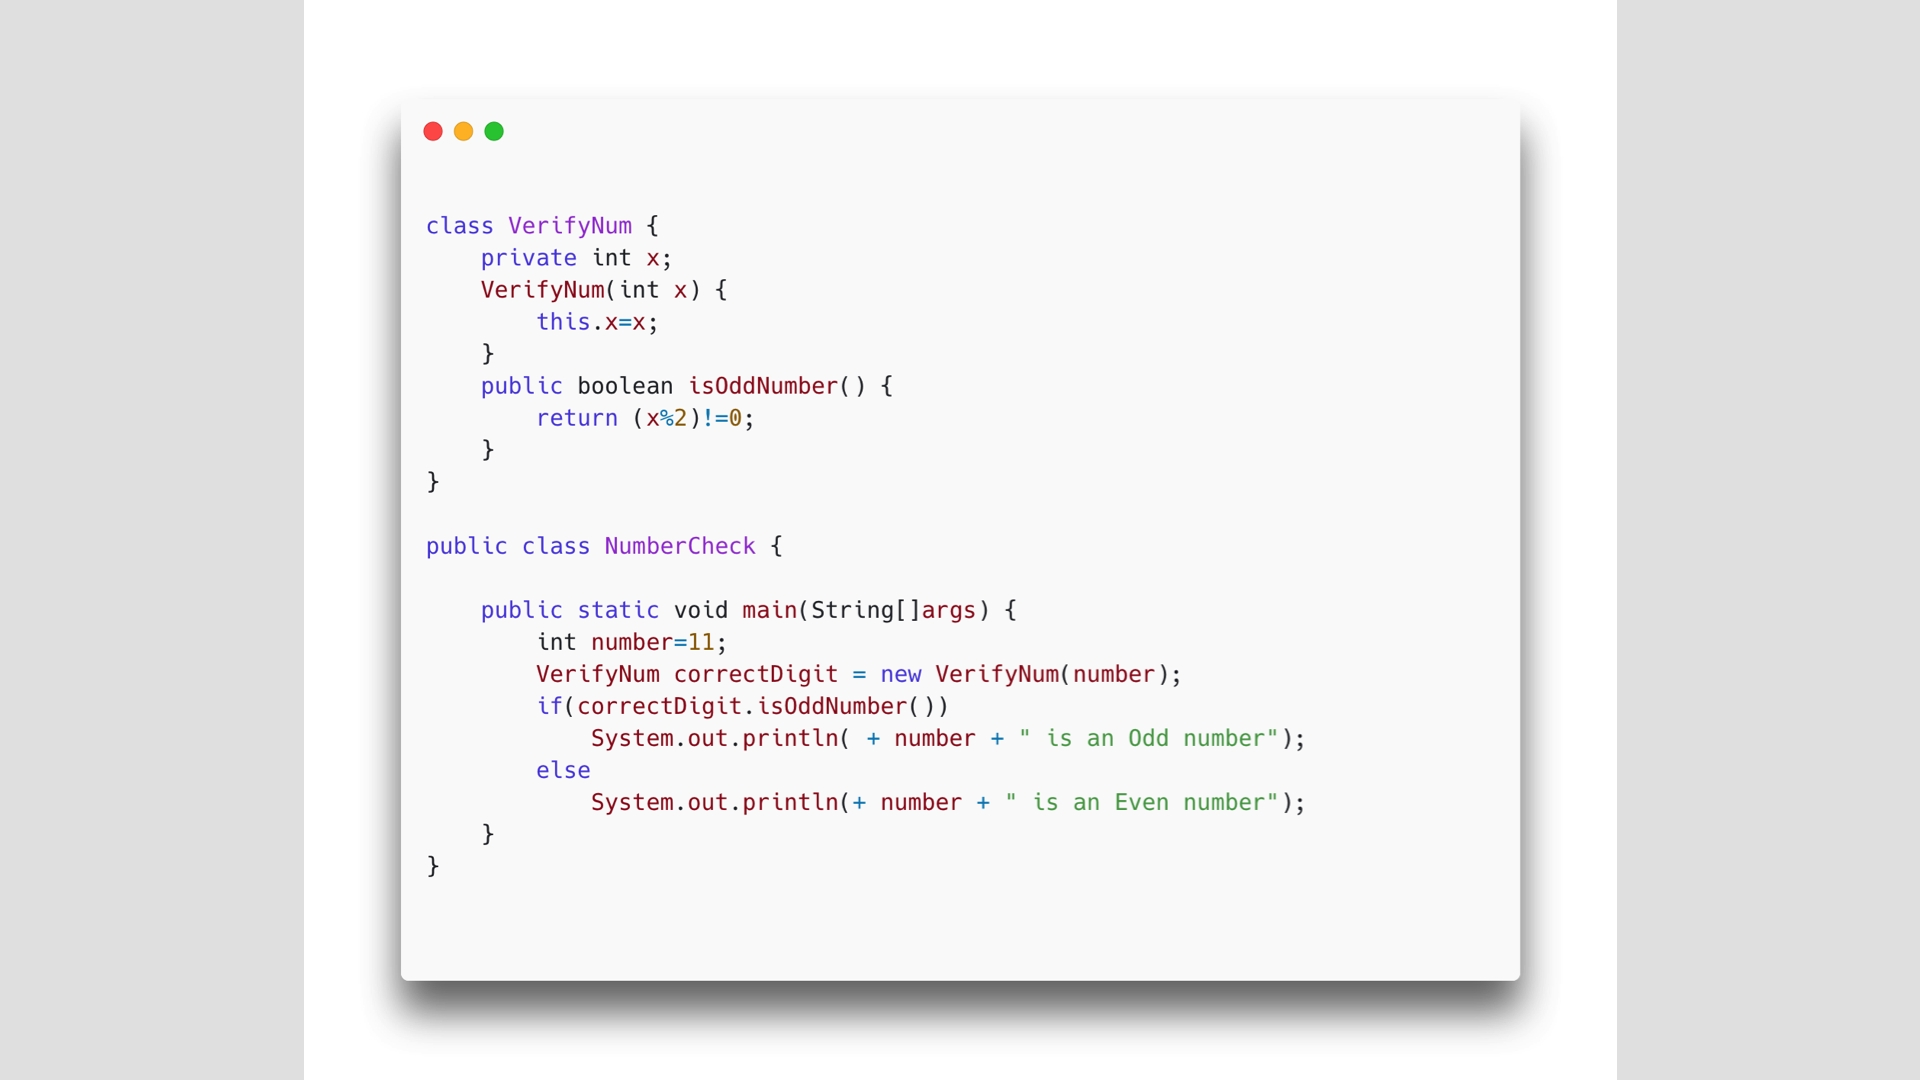 class VerifyNum {
    private int x;
    VerifyNum(int x) {
        this.x=x;
    }
    public boolean isOddNumber() {
        return (x%2)!=0;
    }
}
public class NumberCheck {
    public static void main(String[]args) {
        int number=11;
        VerifyNum correctDigit = new VerifyNum(number);
        if(correctDigit.isOddNumber())
            System.out.println( + number + " is an Odd number");
        else
            System.out.println(+ number + " is an Even number");
    }
}